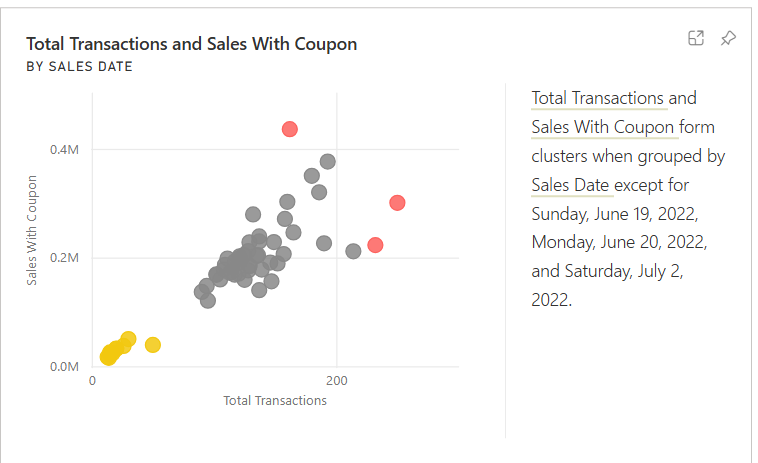 Total Transactions and Sales With Coupon
BY SALES DATE
Sales With Coupon
0.4M
0.2M
0.0M
0
200
Total Transactions
Total Transactions and
Sales With Coupon form
clusters when grouped by
Sales Date except for
Sunday, June 19, 2022,
Monday, June 20, 2022,
and Saturday, July 2,
2022.